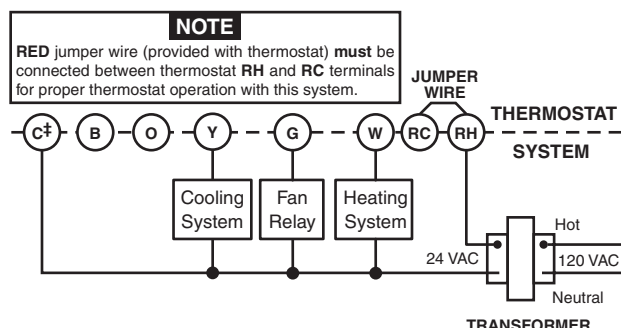 NOTE
RED jumper wire (provided with thermostat) must be
connected between thermostat RH and RC terminals
for proper thermostat operation with this system.
JUMPER
WIRE
THERMOSTAT
C‡ B O Y G W RC RH
SYSTEM
Cooling
System
Fan
Relay
Heating
System
Hot
24 VAC
120 VAC
Neutral
TRANSFORMER